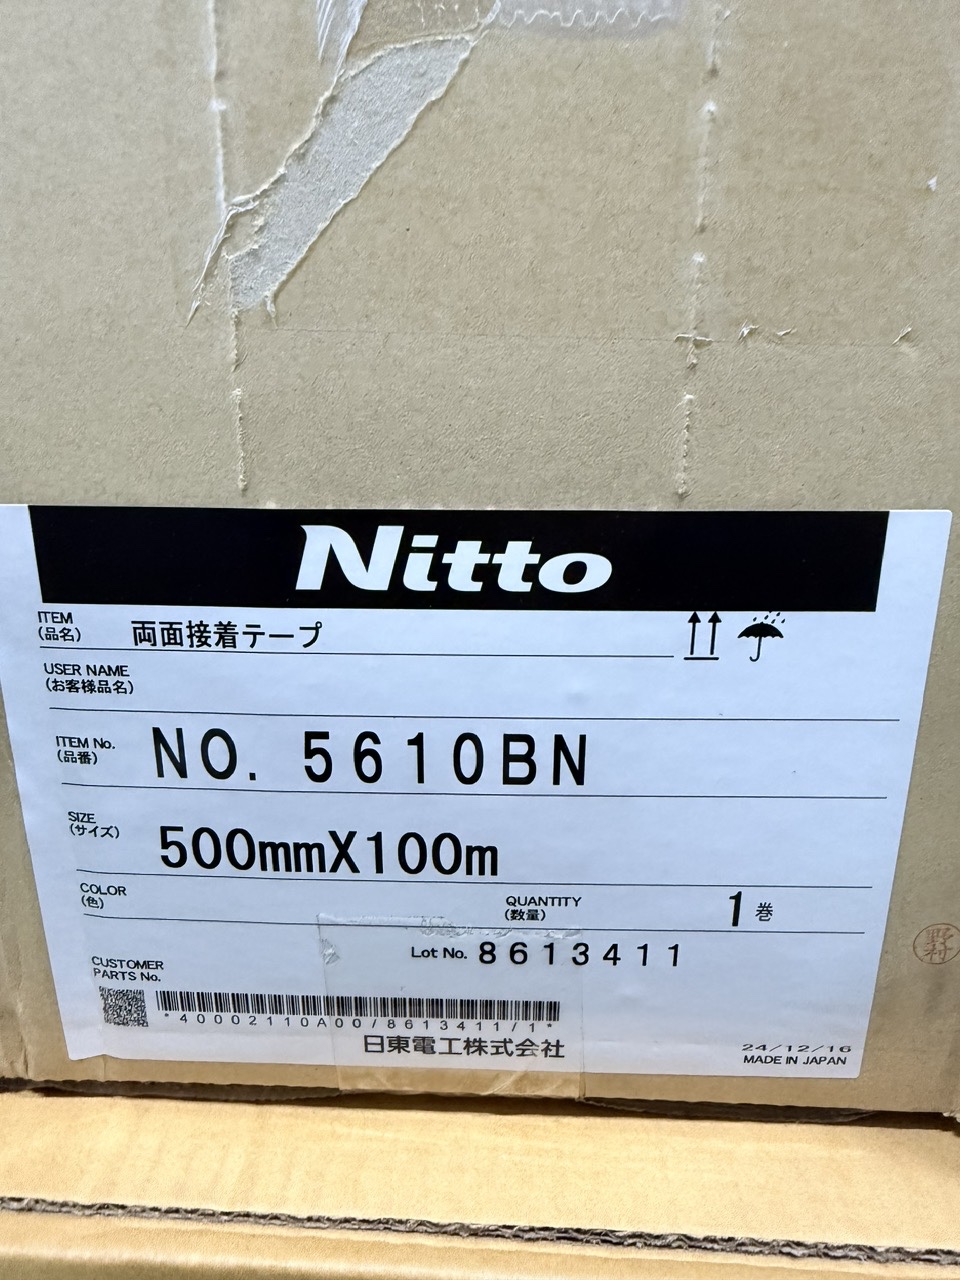 Nitto
ITEM
(品名) 両面接着テープ
USER NAME
(お客様品名)
ITEM No.
(品番) NO. 5610BN
SIZE
(サイズ) 500mmX100m
COLOR
(色)
QUANTITY
(数量) 1巻
Lot No. 8613411
CUSTOMER
PARTS No.
*40002110A00/8613411/1*
日東電工株式会社
24/12/16
MADE IN JAPAN
野村